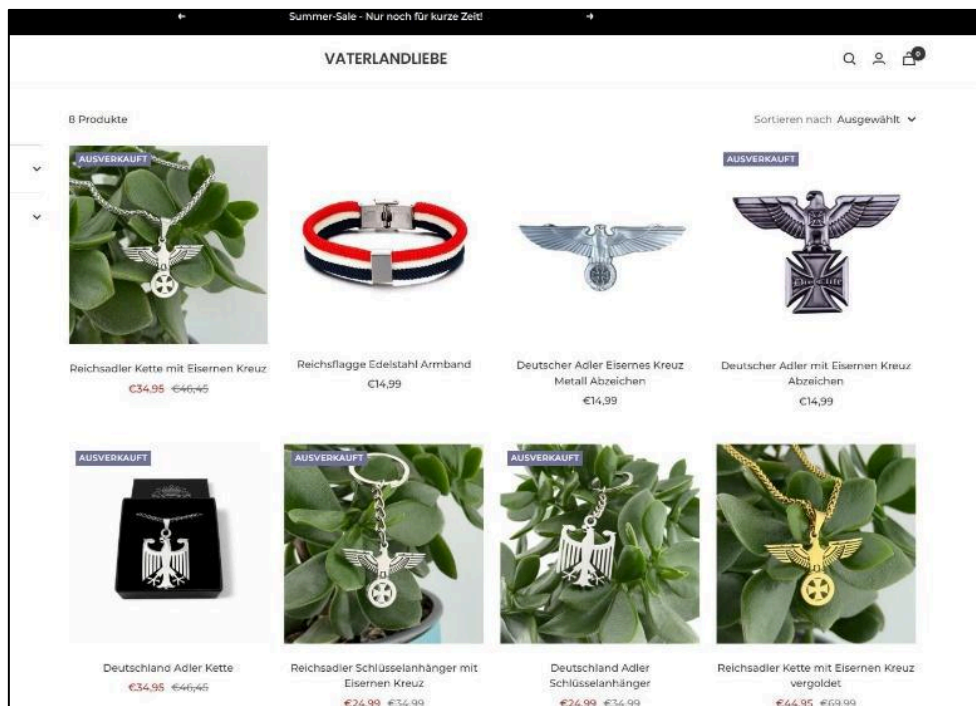 Summer-Sale - Nur noch für kurze Zeit!
VATERLANDLIEBE
0
8 Produkte
Sortieren nach Ausgewählt
AUSVERKAUFT
AUSVERKAUFT
Reichsadler Kette mit Eisernen Kreuz
€34,95 €46,45
Reichsflagge Edelstahl Armband
€14,99
Deutscher Adler Eisernes Kreuz
Metall Abzeichen
€14,99
Deutscher Adler mit Eisernen Kreuz
Abzeichen
€14,99
AUSVERKAUFT
AUSVERKAUFT
AUSVERKAUFT
Deutschland Adler Kette
€34,95 €46,45
Reichsadler Schlüsselanhänger mit
Eisernen Kreuz
€24,99 €34,99
Deutschland Adler
Schlüsselanhänger
€24,99 €34,99
Reichsadler Kette mit Eisernen Kreuz
vergoldet
€44,95 €69,99